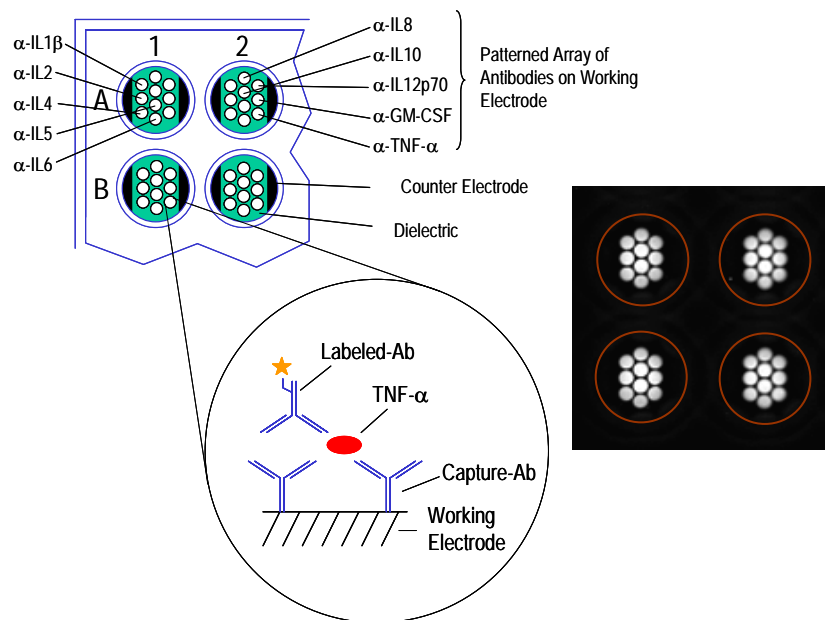 1
2
A
B
α-IL1β
α-IL2
α-IL4
α-IL5
α-IL6
α-IL8
α-IL10
α-IL12p70
α-GM-CSF
α-TNF-α
Patterned Array of
Antibodies on Working
Electrode
Counter Electrode
Dielectric
Labeled-Ab
TNF-α
Capture-Ab
Working
Electrode